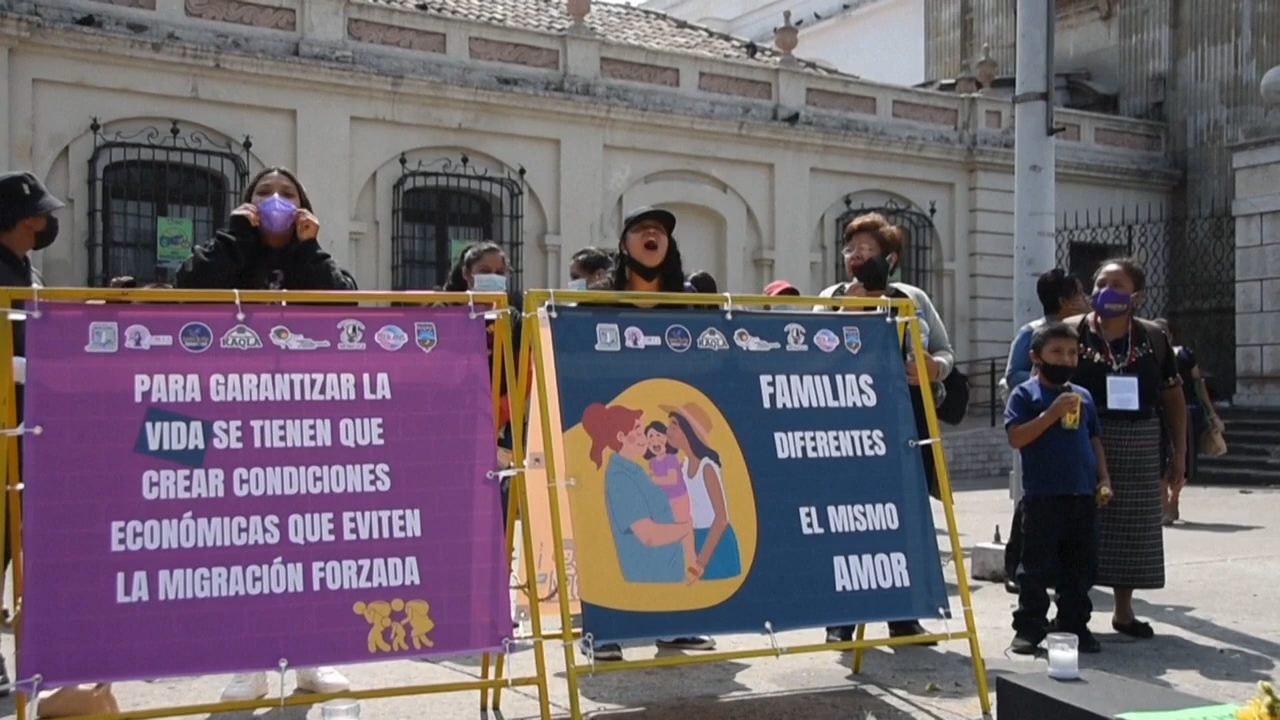 PARA GARANTIZAR LA
VIDA SE TIENEN QUE
CREAR CONDICIONES
ECONÓMICAS QUE EVITEN
LA MIGRACIÓN FORZADA
FAMILIAS
DIFERENTES
EL MISMO
AMOR